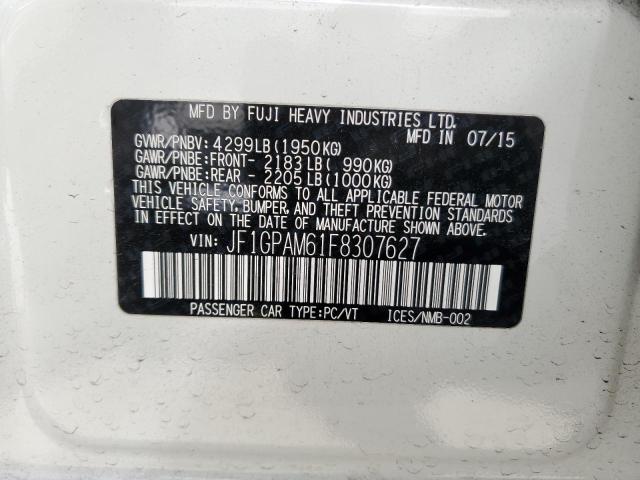 MFD BY FUJI HEAVY INDUSTRIES LTD.
MFD IN 07/15
GVWR/PNBV: 4299LB(1950KG)
GAWR/PNBE:FRONT- 2183LB( 990KG)
GAWR/PNBE:REAR - 2205LB(1000KG)
THIS VEHICLE CONFORMS TO ALL APPLICABLE FEDERAL MOTOR
VEHICLE SAFETY, BUMPER, AND THEFT PREVENTION STANDARDS
IN EFFECT ON THE DATE OF MANUFACTURE SHOWN ABOVE.
VIN: JF1GPAM61F8307627
PASSENGER CAR TYPE:PC/VT ICES/NMB-002